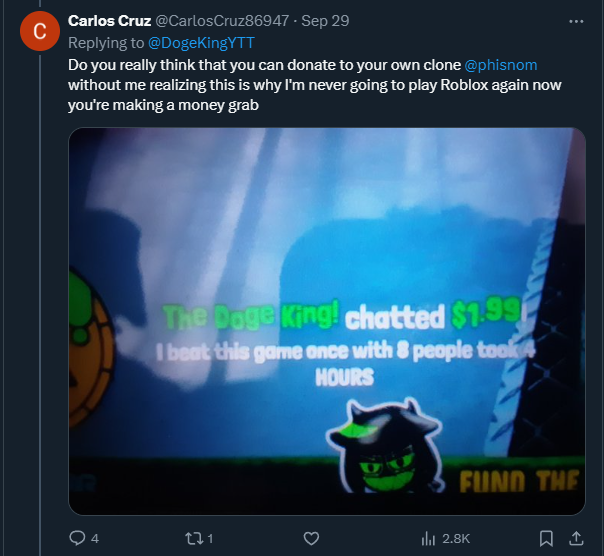 C
Carlos Cruz @CarlosCruz86947 · Sep 29
Replying to @DogeKingYTT
Do you really think that you can donate to your own clone @phisnom
without me realizing this is why I'm never going to play Roblox again now
you're making a money grab
The Doge King! chatted $1.99!
I beat this game once with 8 people took 4
HOURS
FUND THE
4
1
2.8K